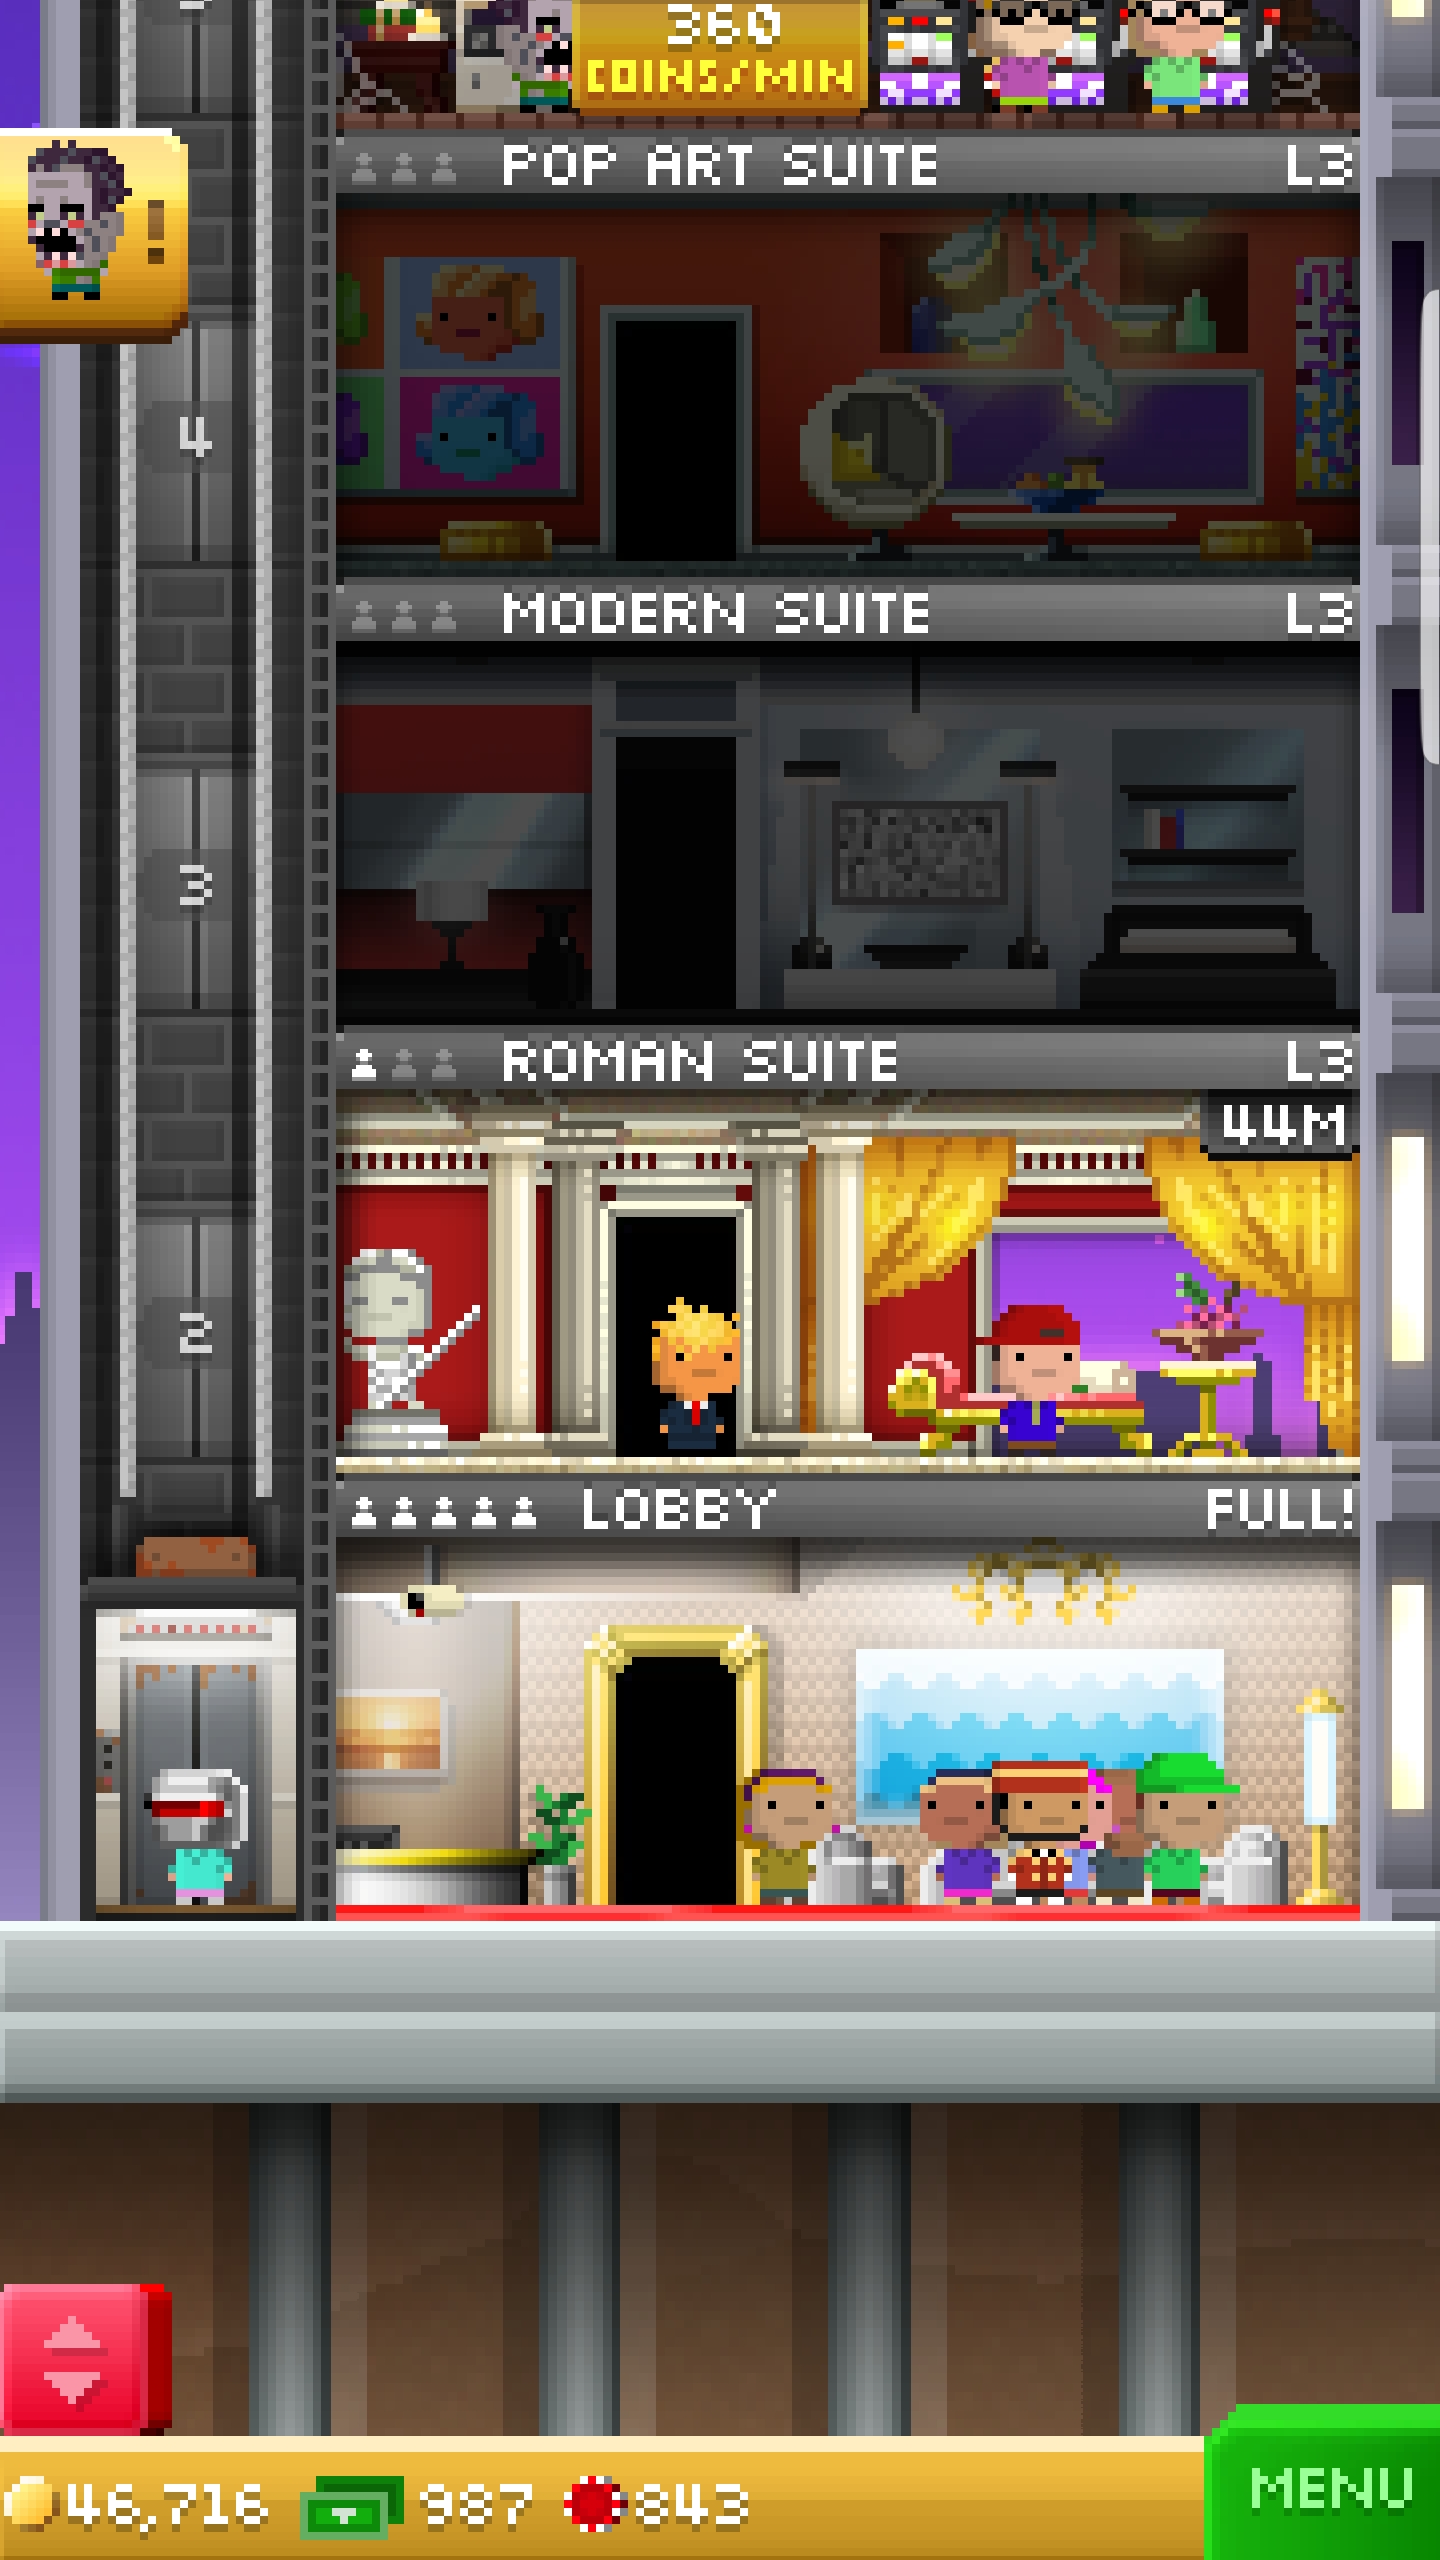 360
COINS/MIN
POP ART SUITE L3
!
4
MODERN SUITE L3
3
ROMAN SUITE L3
44M
2
LOBBY FULL!
MENU
46,716 987 843